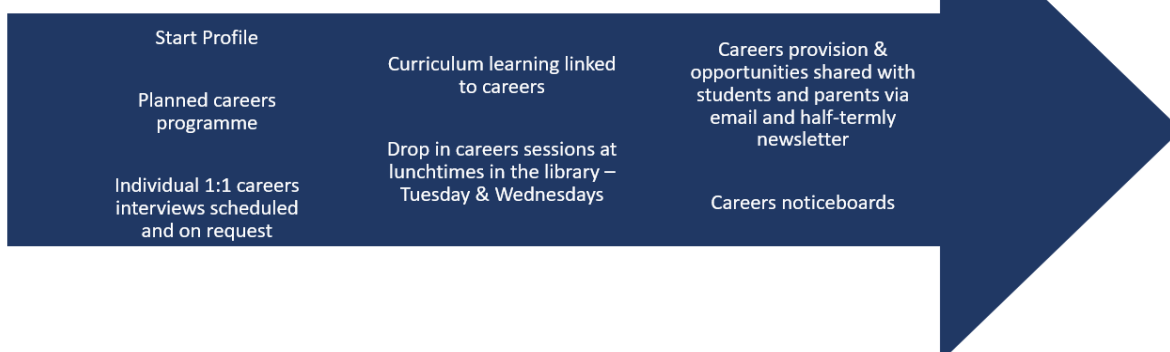 Start Profile
Planned careers
programme
Individual 1:1 careers
interviews scheduled
and on request
Curriculum learning linked
to careers
Drop in careers sessions at
lunchtimes in the library –
Tuesday & Wednesdays
Careers provision &
opportunities shared with
students and parents via
email and half-termly
newsletter
Careers noticeboards